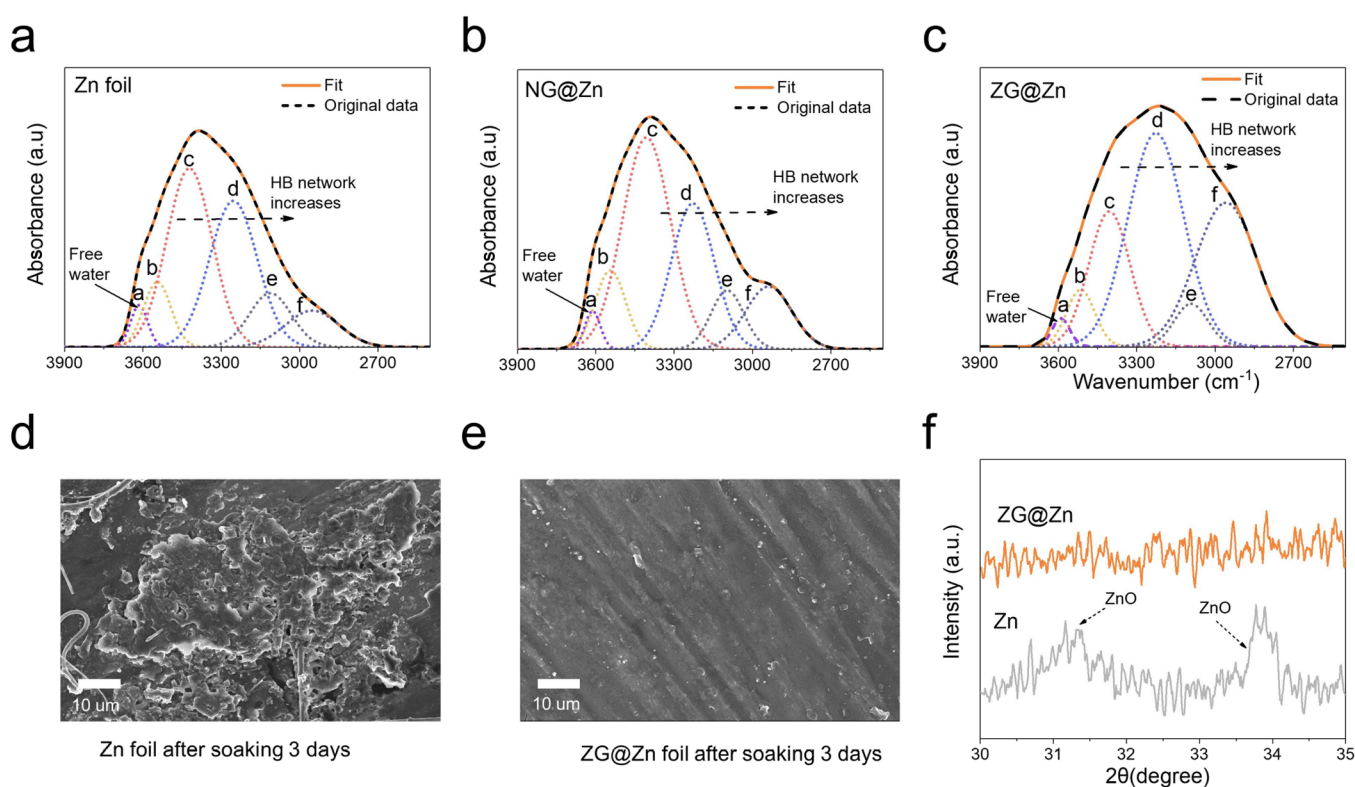 a
Zn foil
Fit
Original data
c
d
HB network
increases
Free
water
a
b
e
f
Absorbance (a.u)
3900 3600 3300 3000 2700
b
NG@Zn
Fit
Original data
c
d
HB network
increases
Free
water
a
b
e
f
Absorbance (a.u)
3900 3600 3300 3000 2700
c
ZG@Zn
Fit
Original data
d
HB network
increases
c
f
b
Free
water
a
e
Absorbance (a.u)
3900 3600 3300 3000 2700
Wavenumber (cm⁻¹)
d
10 um
Zn foil after soaking 3 days
e
10 um
ZG@Zn foil after soaking 3 days
f
ZG@Zn
ZnO
ZnO
Zn
Intensity (a.u.)
30 31 32 33 34 35
2θ(degree)